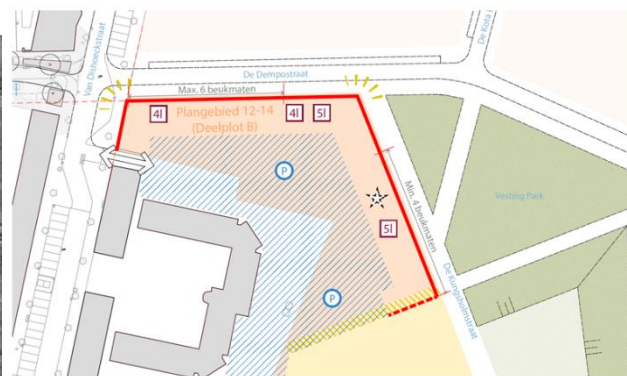 Van Dishoeckstraat
De Dempostraat
De Kota
Max. 6 beukmaten
4l
Plangebied 12-14
(Deelplot B)
4l
5l
P
Min. 4 beukmaten
Vesting Park
5l
De Kungsholmstraat
P